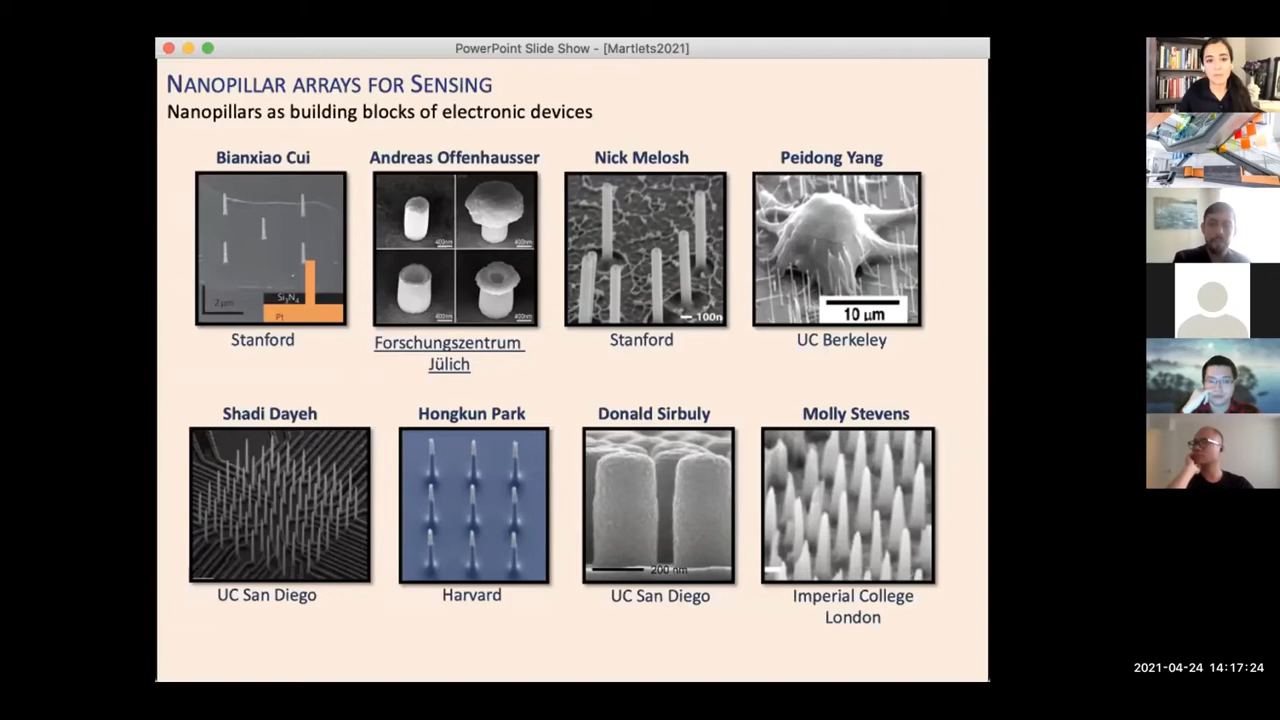 PowerPoint Slide Show - [Martlets2021]
NANOPILLAR ARRAYS FOR SENSING
Nanopillars as building blocks of electronic devices
Bianxiao Cui
Andreas Offenhausser
Nick Melosh
Peidong Yang
400nm
400nm
400nm
400nm
2μm
Si₃N₄
Pt
100n
10 μm
Stanford
Forschungszentrum
Jülich
Stanford
UC Berkeley
Shadi Dayeh
Hongkun Park
Donald Sirbuly
Molly Stevens
200 nm
UC San Diego
Harvard
UC San Diego
Imperial College
London
2021-04-24 14:17:24